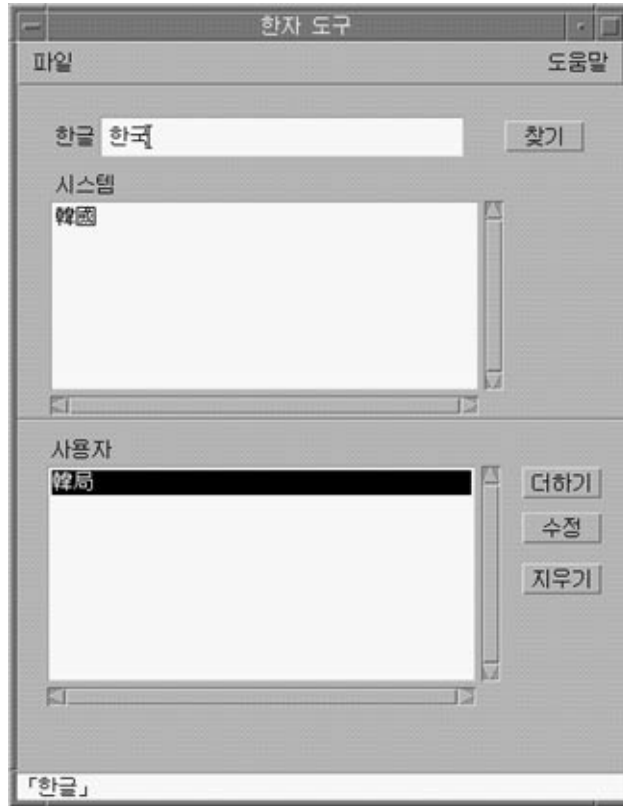 한자 도구
파일 도움말
한글 한국 찾기
시스템
韓國
사용자
韓局
더하기
수정
지우기
「한글」